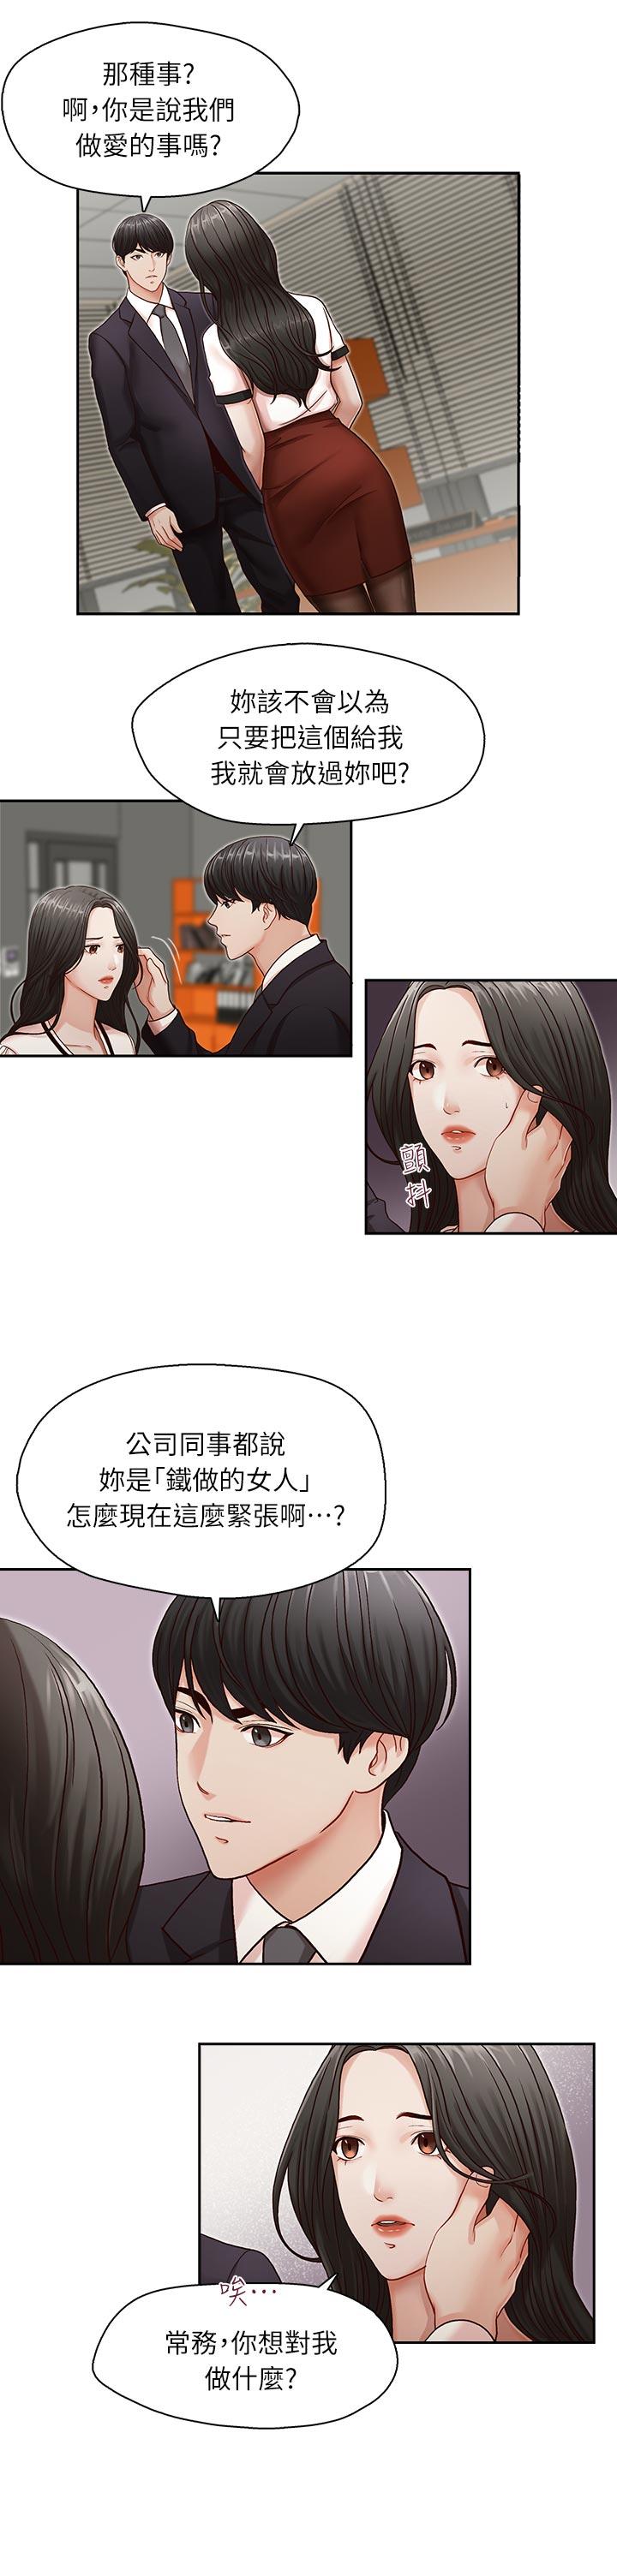 那種事?
啊,你是說我們
做愛的事嗎?
妳該不會以為
只要把這個給我
我就會放過妳吧?
顫
抖
公司同事都說
妳是「鐵做的女人」
怎麼現在這麼緊張啊…?
唉…
常務,你想對我
做什麼?